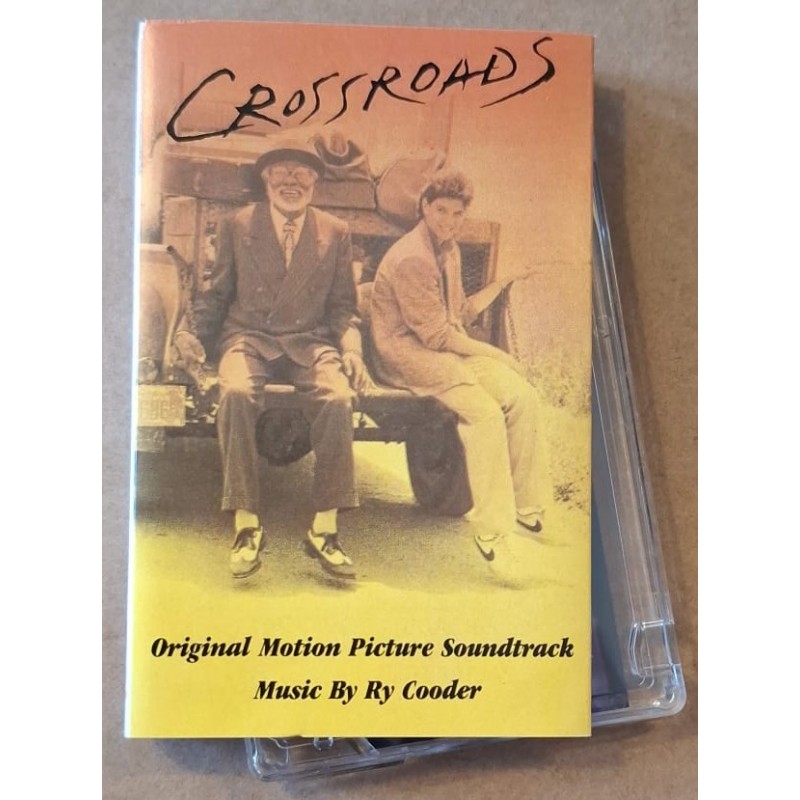 CROSSROADS
Original Motion Picture Soundtrack
Music By Ry Cooder